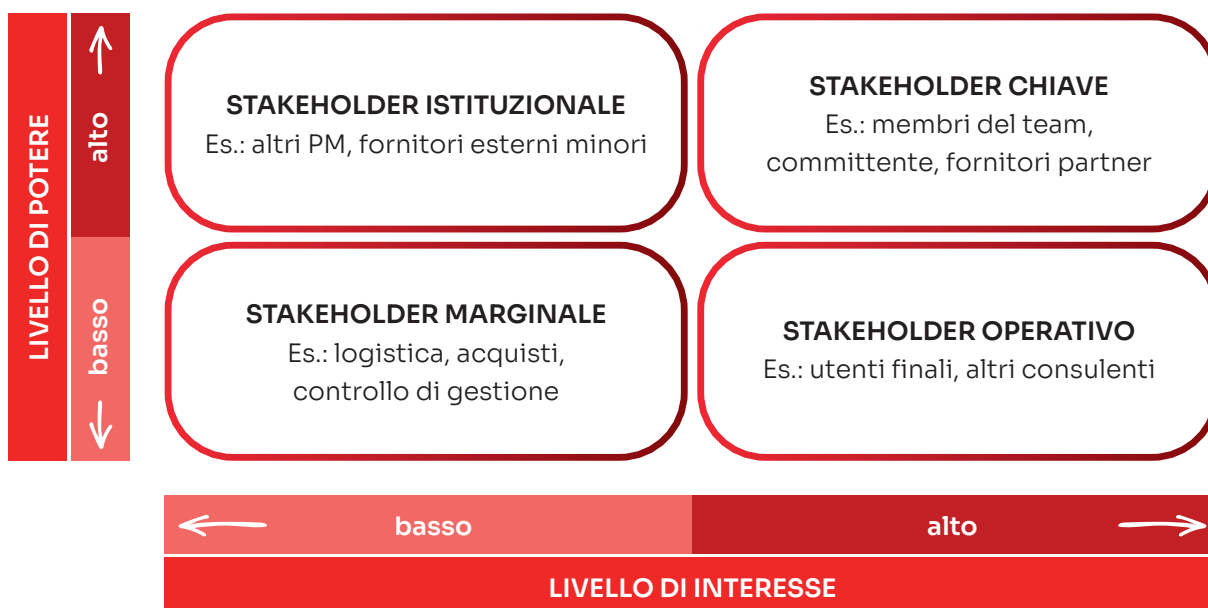 LIVELLO DI POTERE
alto
basso
STAKEHOLDER ISTITUZIONALE
Es.: altri PM, fornitori esterni minori
STAKEHOLDER CHIAVE
Es.: membri del team,
committente, fornitori partner
STAKEHOLDER MARGINALE
Es.: logistica, acquisti,
controllo di gestione
STAKEHOLDER OPERATIVO
Es.: utenti finali, altri consulenti
basso
alto
LIVELLO DI INTERESSE